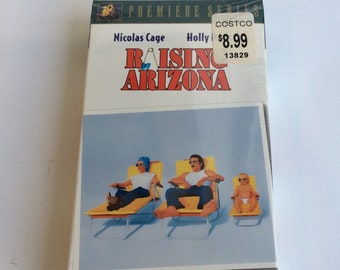 PREMIERE SERIES
COSTCO
$8.99
13829
Nicolas Cage Holly
RAISING
ARIZONA